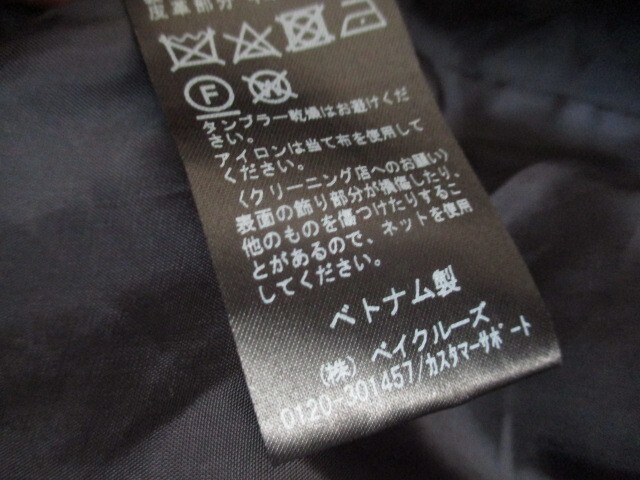 皮革部分
F W
タンブラー乾燥はお避けくだ
さい。
アイロンは当て布を使用して
ください。
〈クリーニング店へのお願い〉
表面の飾り部分が損傷したり、
他のものを傷つけたりするこ
とがあるので、ネットを使用
してください。
ベトナム製
(株) ベイクルーズ
0120-301457/カスタマーサポート